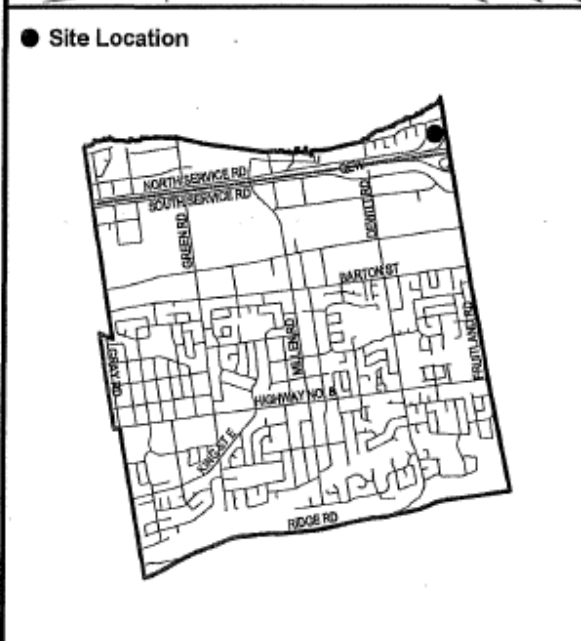 Site Location
NORTH SERVICE RD
QEW
SOUTH SERVICE RD
GREEN RD
DEWITT RD
BARTON ST
GRAY RD
MILLEN RD
FRUITLAND RD
HIGHWAY NO. 8
KING ST E
RIDGE RD